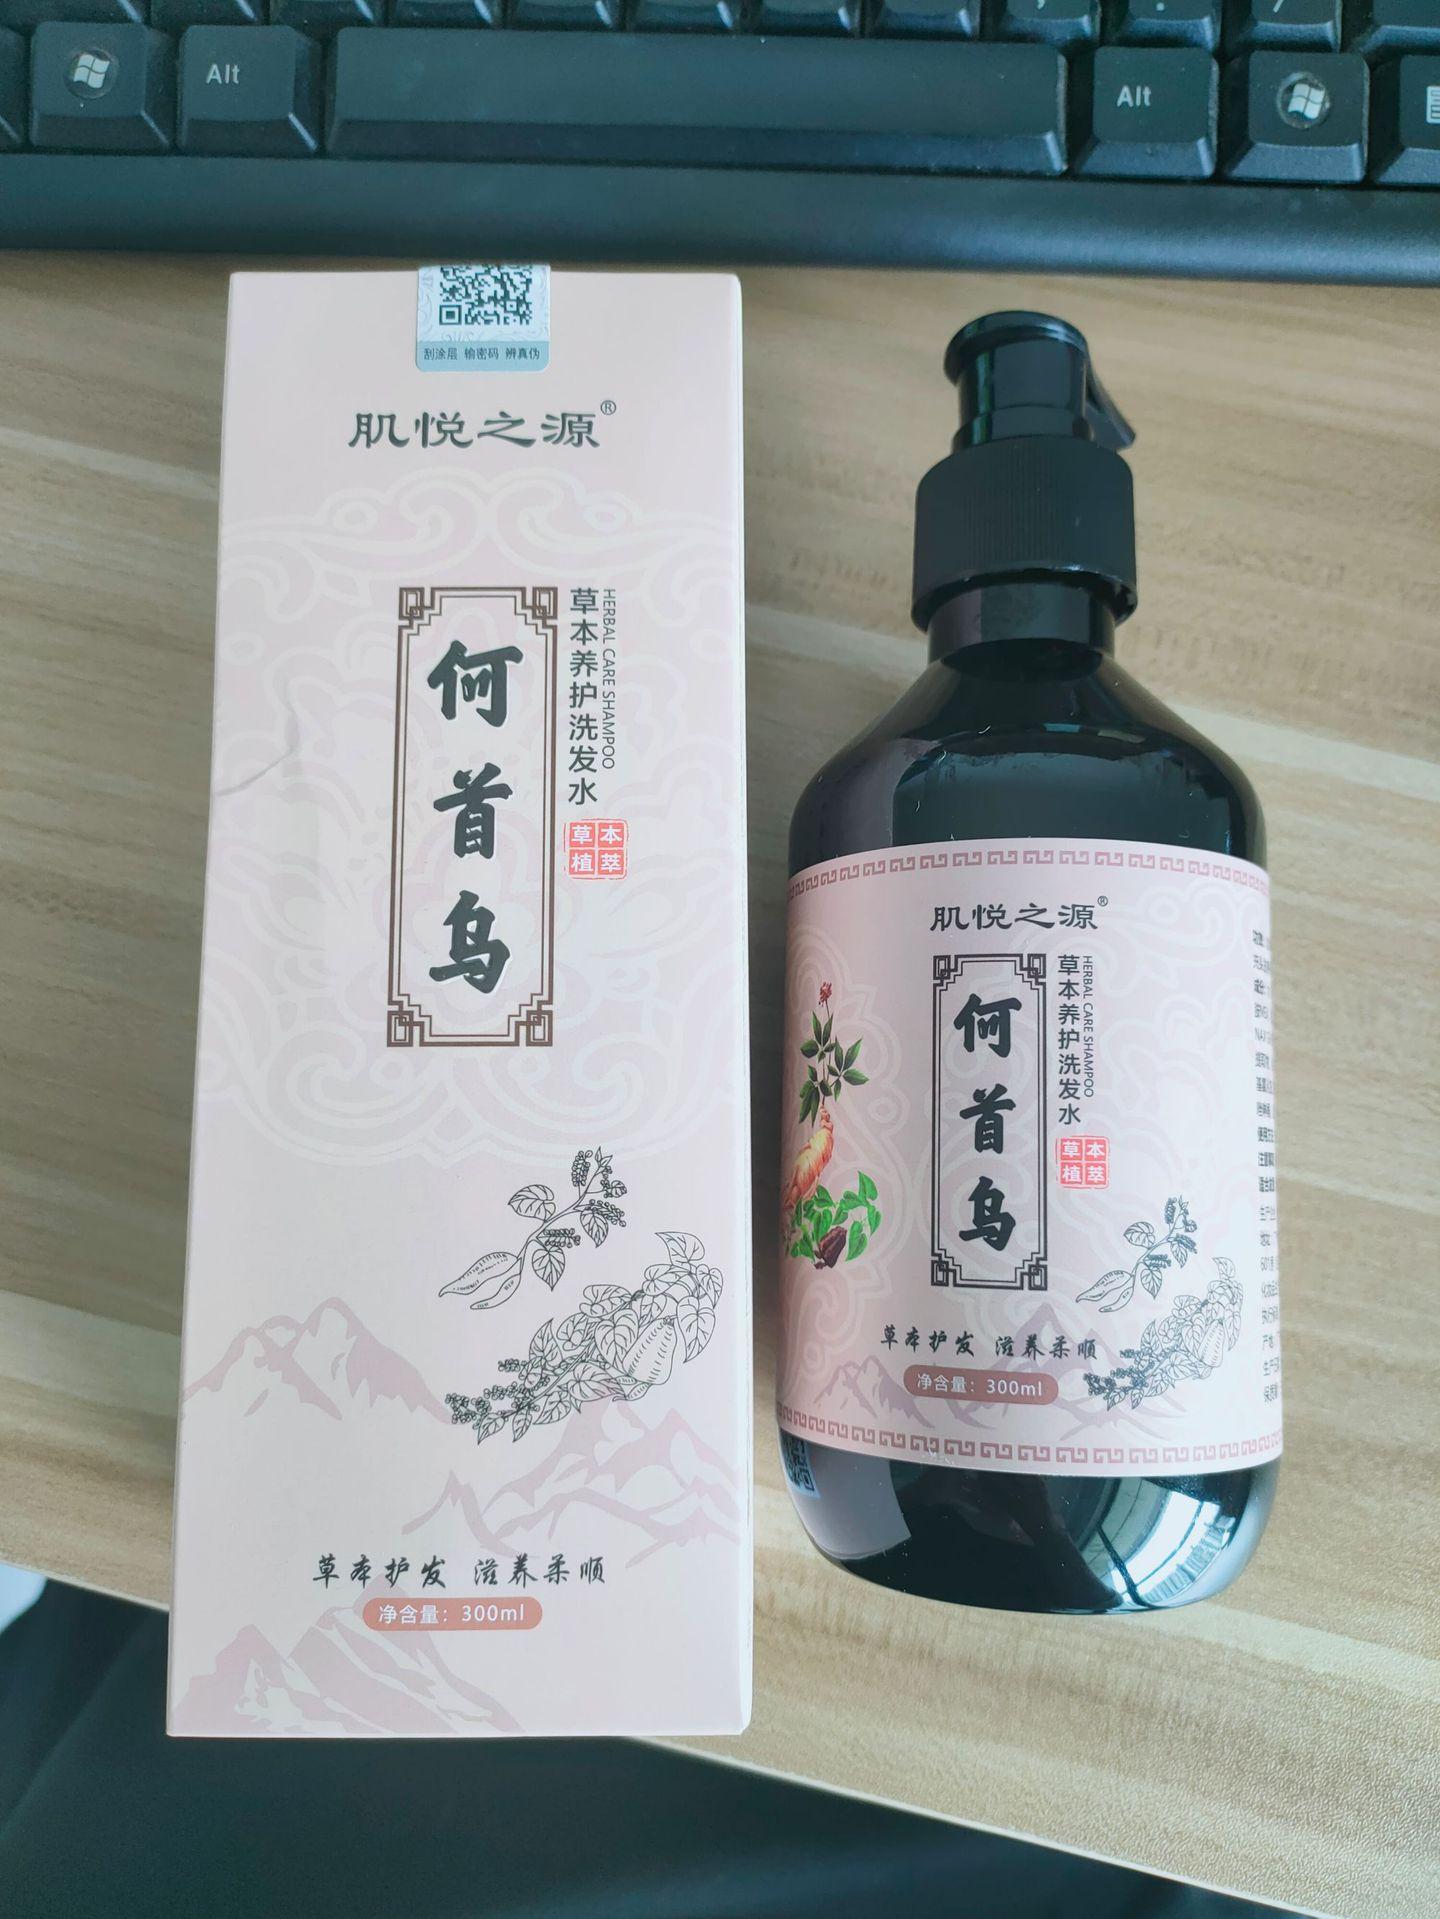 Alt
Alt
刮涂层 输密码 辨真伪
肌悦之源®
何首乌
草本养护洗发水
HERBAL CARE SHAMPOO
草本
植萃
草本护发 滋养柔顺
净含量：300ml
肌悦之源®
何首乌
草本养护洗发水
HERBAL CARE SHAMPOO
草本
植萃
草本护发 滋养柔顺
净含量：300ml